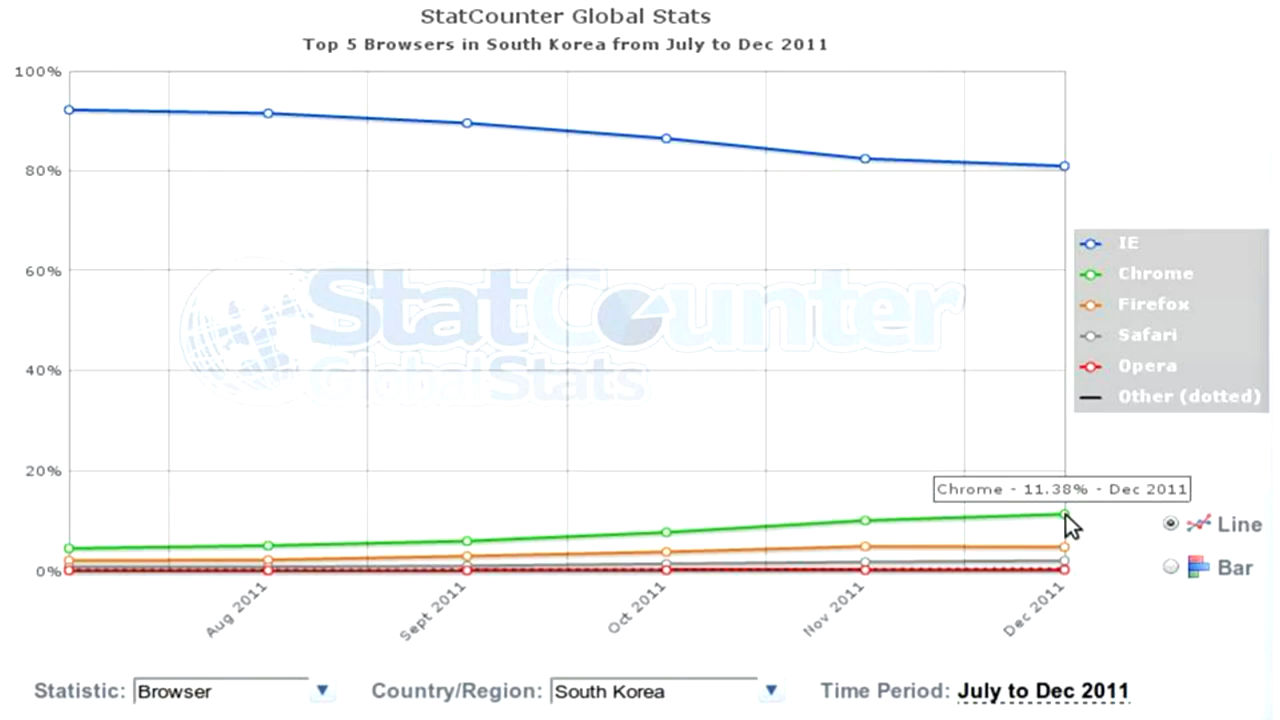 StatCounter Global Stats
Top 5 Browsers in South Korea from July to Dec 2011
100%
80%
60%
40%
20%
0%
StatCounter
GlobalStats
IE
Chrome
Firefox
Safari
Opera
Other (dotted)
Chrome - 11.38% - Dec 2011
Line
Bar
Aug 2011
Sept 2011
Oct 2011
Nov 2011
Dec 2011
Statistic: Browser Country/Region: South Korea Time Period: July to Dec 2011